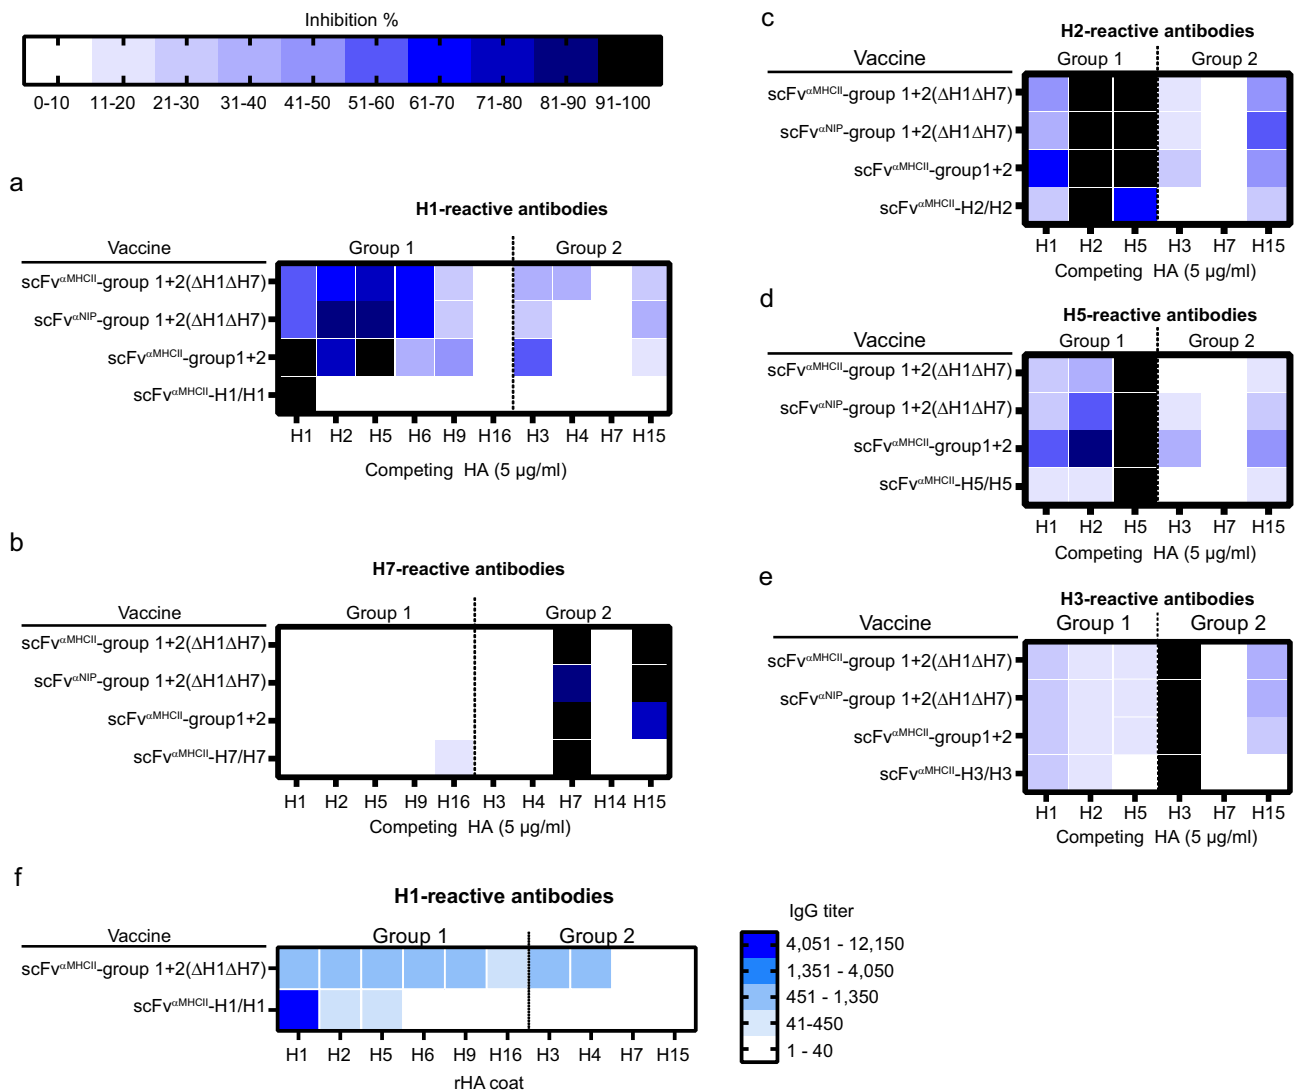 Inhibition %
0-10 11-20 21-30 31-40 41-50 51-60 61-70 71-80 81-90 91-100
a
H1-reactive antibodies
Vaccine Group 1 Group 2
scFvαMHCII-group 1+2(ΔH1ΔH7)
scFvαNIP-group 1+2(ΔH1ΔH7)
scFvαMHCII-group1+2
scFvαMHCII-H1/H1
H1 H2 H5 H6 H9 H16 H3 H4 H7 H15
Competing HA (5 µg/ml)
b
H7-reactive antibodies
Vaccine Group 1 Group 2
scFvαMHCII-group 1+2(ΔH1ΔH7)
scFvαNIP-group 1+2(ΔH1ΔH7)
scFvαMHCII-group1+2
scFvαMHCII-H7/H7
H1 H2 H5 H9 H16 H3 H4 H7 H14 H15
Competing HA (5 µg/ml)
c
H2-reactive antibodies
Vaccine Group 1 Group 2
scFvαMHCII-group 1+2(ΔH1ΔH7)
scFvαNIP-group 1+2(ΔH1ΔH7)
scFvαMHCII-group1+2
scFvαMHCII-H2/H2
H1 H2 H5 H3 H7 H15
Competing HA (5 µg/ml)
d
H5-reactive antibodies
Vaccine Group 1 Group 2
scFvαMHCII-group 1+2(ΔH1ΔH7)
scFvαNIP-group 1+2(ΔH1ΔH7)
scFvαMHCII-group1+2
scFvαMHCII-H5/H5
H1 H2 H5 H3 H7 H15
Competing HA (5 µg/ml)
e
H3-reactive antibodies
Vaccine Group 1 Group 2
scFvαMHCII-group 1+2(ΔH1ΔH7)
scFvαNIP-group 1+2(ΔH1ΔH7)
scFvαMHCII-group1+2
scFvαMHCII-H3/H3
H1 H2 H5 H3 H7 H15
Competing HA (5 µg/ml)
f
H1-reactive antibodies
Vaccine Group 1 Group 2
scFvαMHCII-group 1+2(ΔH1ΔH7)
scFvαMHCII-H1/H1
H1 H2 H5 H6 H9 H16 H3 H4 H7 H15
rHA coat
IgG titer
4,051 - 12,150
1,351 - 4,050
451 - 1,350
41-450
1 - 40